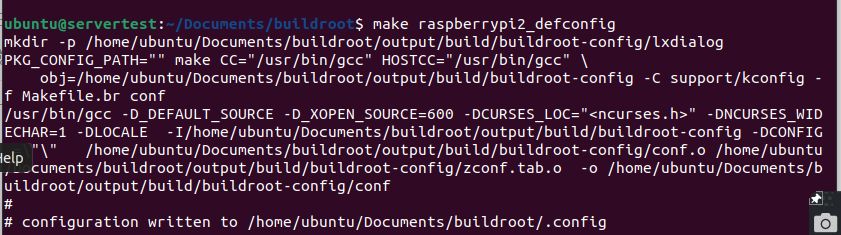 ubuntu@servertest:~/Documents/buildroot$ make raspberrypi2_defconfig
mkdir -p /home/ubuntu/Documents/buildroot/output/build/buildroot-config/lxdialog
PKG_CONFIG_PATH="" make CC="/usr/bin/gcc" HOSTCC="/usr/bin/gcc" \
    obj=/home/ubuntu/Documents/buildroot/output/build/buildroot-config -C support/kconfig -
f Makefile.br conf
/usr/bin/gcc -D_DEFAULT_SOURCE -D_XOPEN_SOURCE=600 -DCURSES_LOC="<ncurses.h>" -DNCURSES_WID
ECHAR=1 -DLOCALE  -I/home/ubuntu/Documents/buildroot/output/build/buildroot-config -DCONFIG
Help \"\"   /home/ubuntu/Documents/buildroot/output/build/buildroot-config/conf.o /home/ubuntu
/Documents/buildroot/output/build/buildroot-config/zconf.tab.o  -o /home/ubuntu/Documents/b
uildroot/output/build/buildroot-config/conf
#
# configuration written to /home/ubuntu/Documents/buildroot/.config